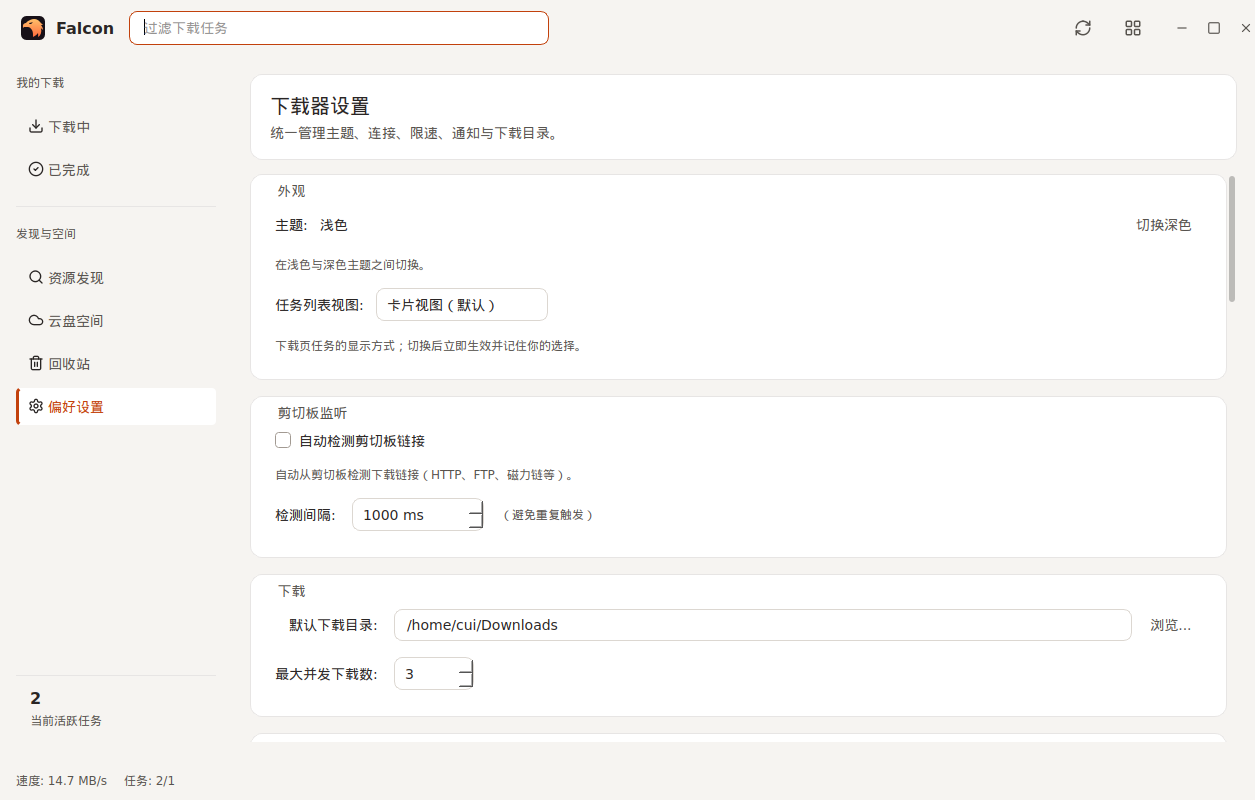 Falcon
过滤下载任务
我的下载
下载中
已完成
发现与空间
资源发现
云盘空间
回收站
偏好设置
2
当前活跃任务
速度: 14.7 MB/s 任务: 2/1
下载器设置
统一管理主题、连接、限速、通知与下载目录。
外观
主题: 浅色 切换深色
在浅色与深色主题之间切换。
任务列表视图: 卡片视图（默认）
下载页任务的显示方式；切换后立即生效并记住你的选择。
剪切板监听
自动检测剪切板链接
自动从剪切板检测下载链接（HTTP、FTP、磁力链等）。
检测间隔: 1000 ms （避免重复触发）
下载
默认下载目录: /home/cui/Downloads 浏览...
最大并发下载数: 3